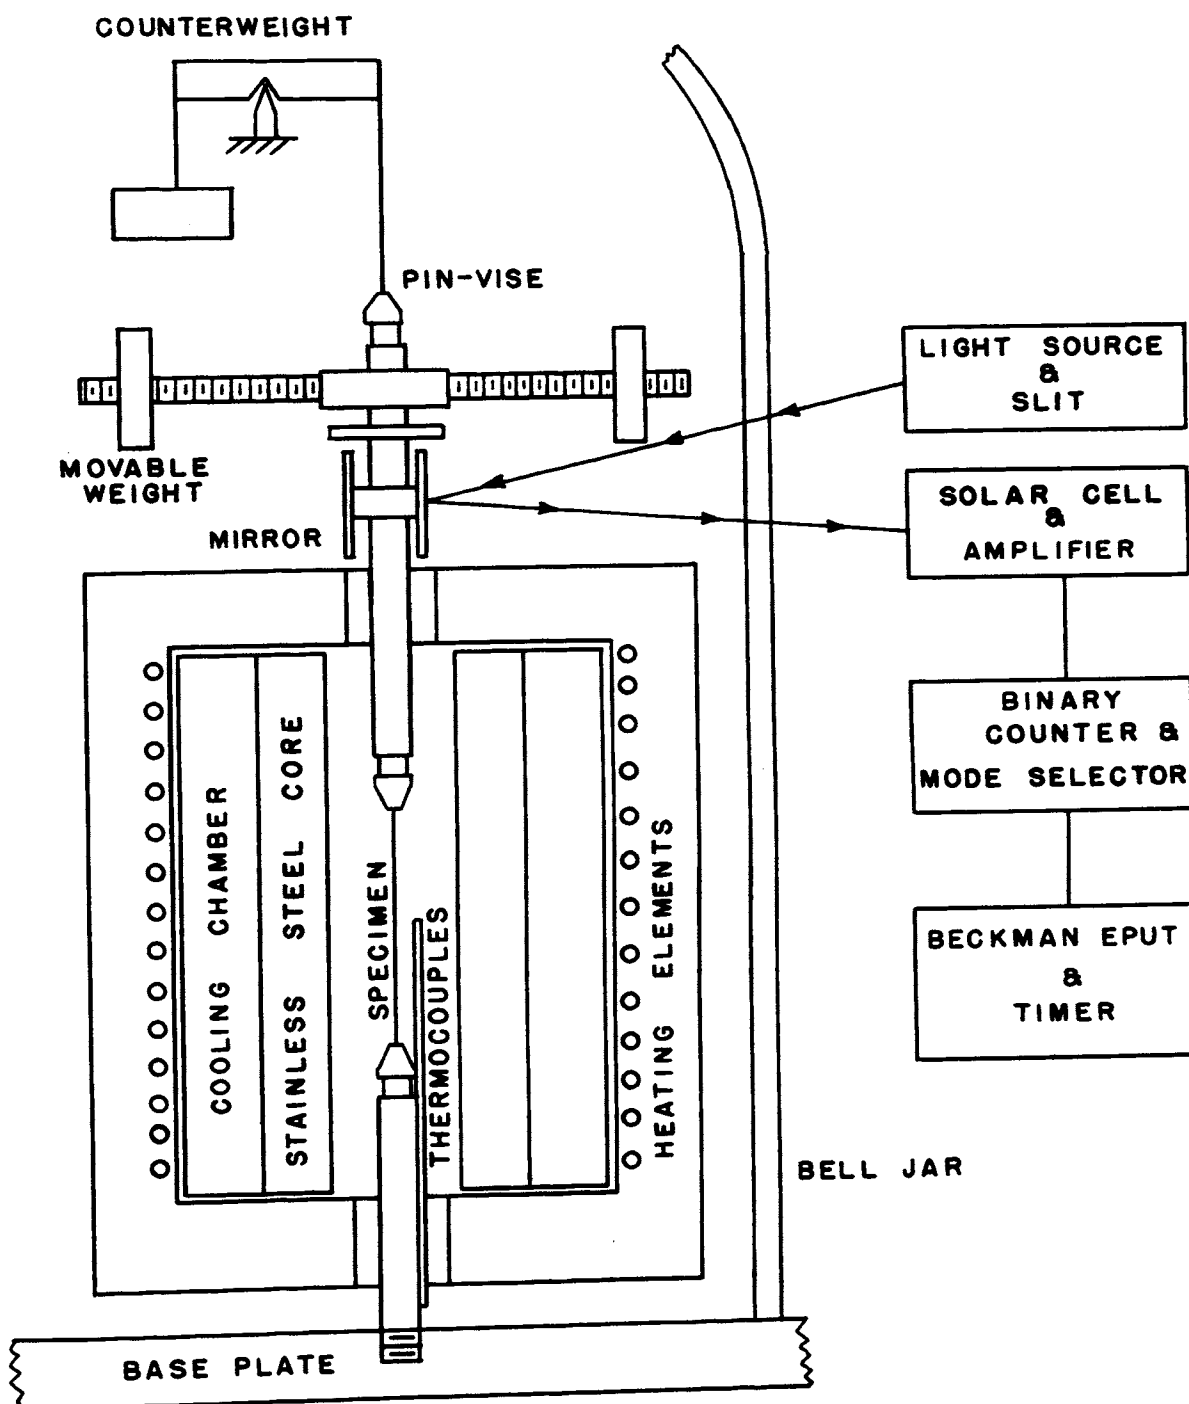 COUNTERWEIGHT
PIN-VISE
LIGHT SOURCE
&
SLIT
MOVABLE
WEIGHT
SOLAR CELL
&
AMPLIFIER
MIRROR
BINARY
COUNTER &
MODE SELECTOR
COOLING CHAMBER
STAINLESS STEEL CORE
SPECIMEN
THERMOCOUPLES
HEATING ELEMENTS
BECKMAN EPUT
&
TIMER
BELL JAR
BASE PLATE